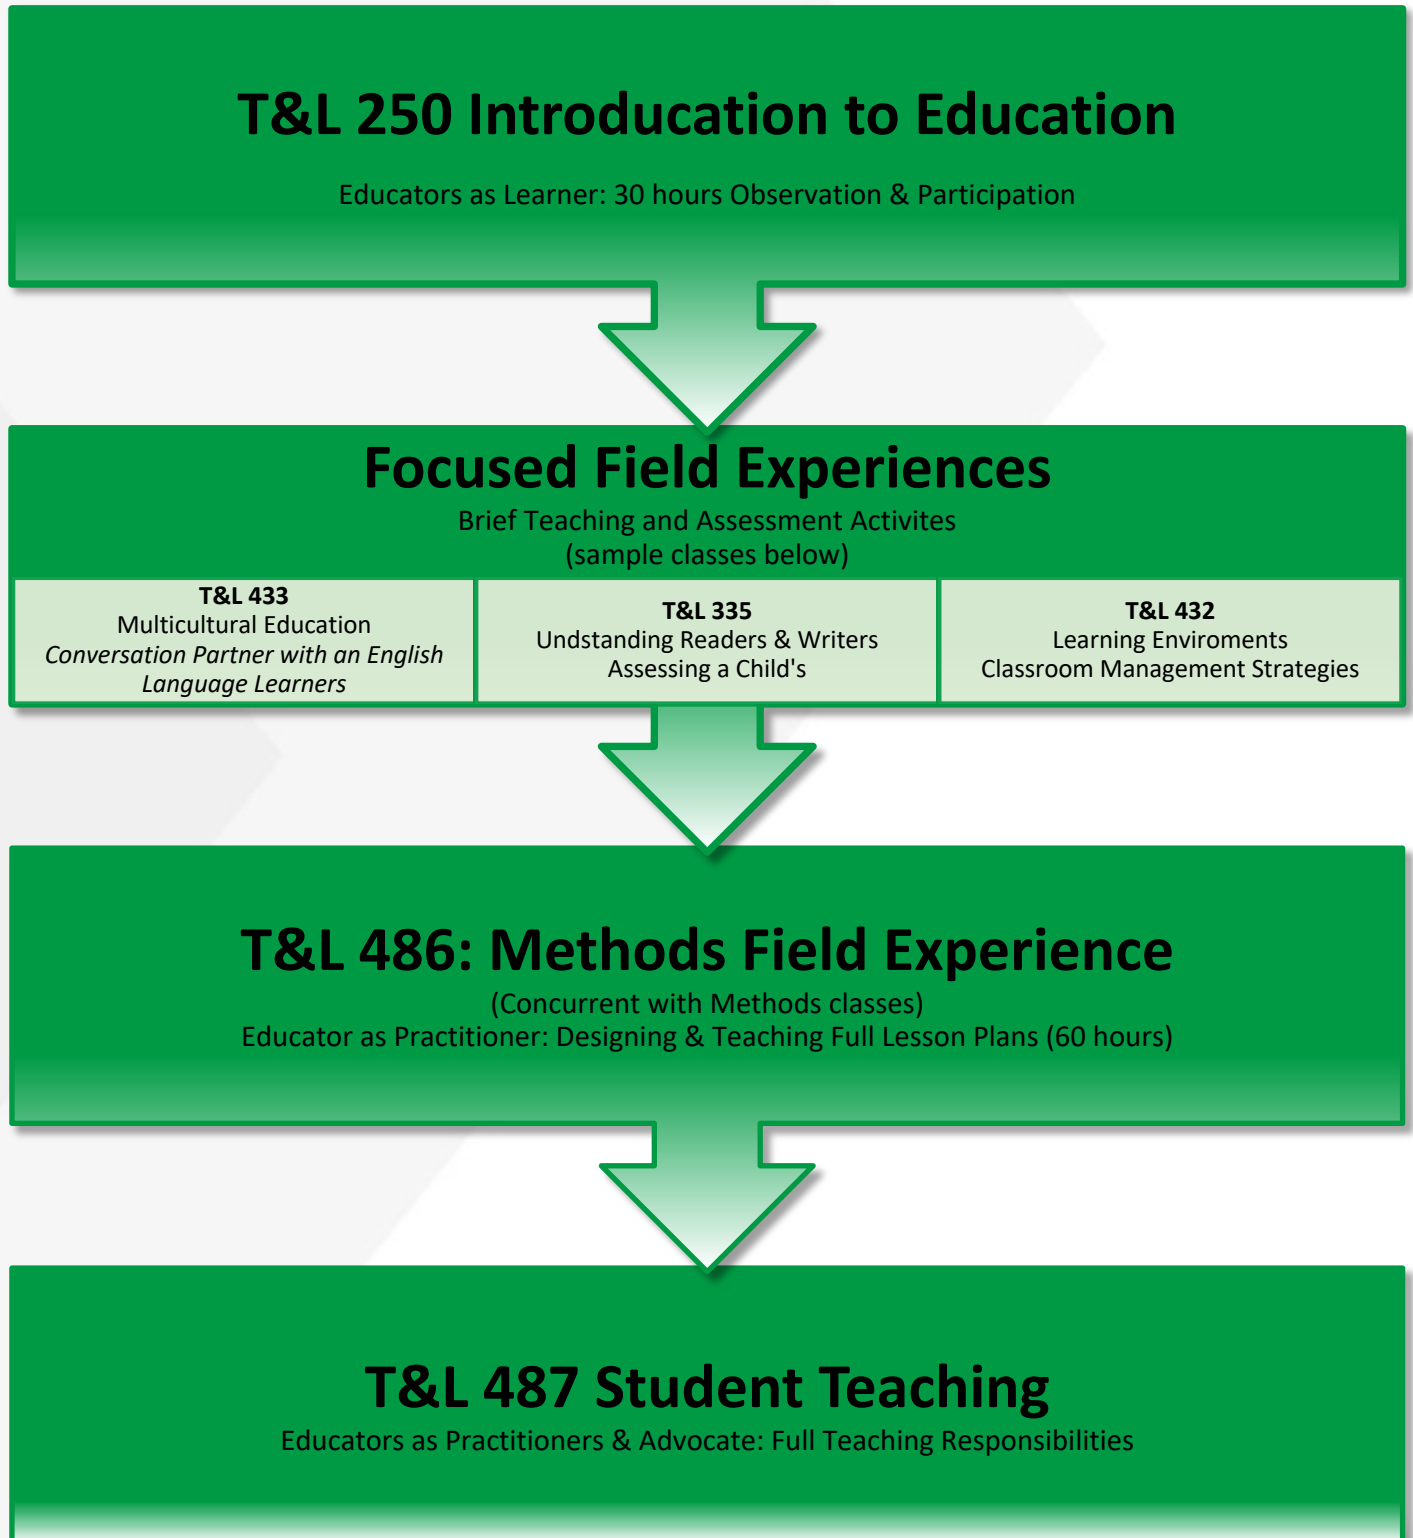 T&L 250 Introducation to Education
Educators as Learner: 30 hours Observation & Participation
Focused Field Experiences
Brief Teaching and Assessment Activites
(sample classes below)
T&L 433
Multicultural Education
Conversation Partner with an English
Language Learners
T&L 335
Undstanding Readers & Writers
Assessing a Child's
T&L 432
Learning Enviroments
Classroom Management Strategies
T&L 486: Methods Field Experience
(Concurrent with Methods classes)
Educator as Practitioner: Designing & Teaching Full Lesson Plans (60 hours)
T&L 487 Student Teaching
Educators as Practitioners & Advocate: Full Teaching Responsibilities